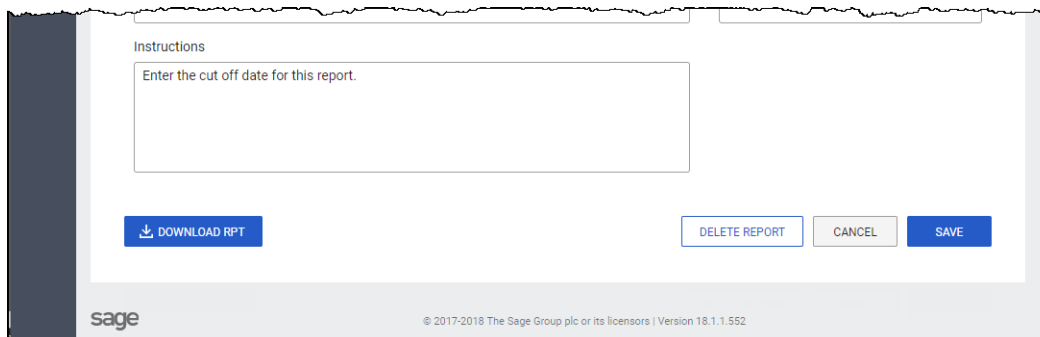 Instructions
Enter the cut off date for this report.
DOWNLOAD RPT
DELETE REPORT
CANCEL
SAVE
sage
© 2017-2018 The Sage Group plc or its licensors | Version 18.1.1.552